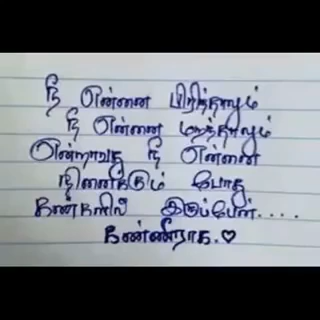 நீ என்னை பிரிந்தாலும்
நீ என்னை மறந்தாலும்
என்றாவது நீ என்னை
நினைக்கும் போது
கண்களில் இருப்பேன்....
கண்ணீராக.♡